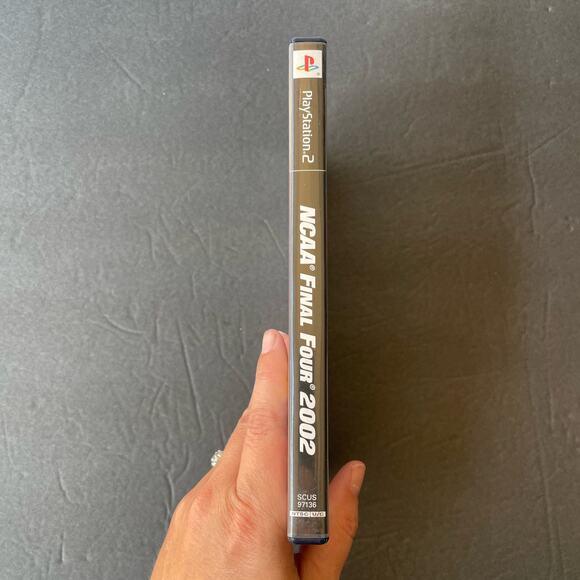 PlayStation®2
NCAA® FINAL FOUR® 2002
SCUS
97136
NTSC U/C